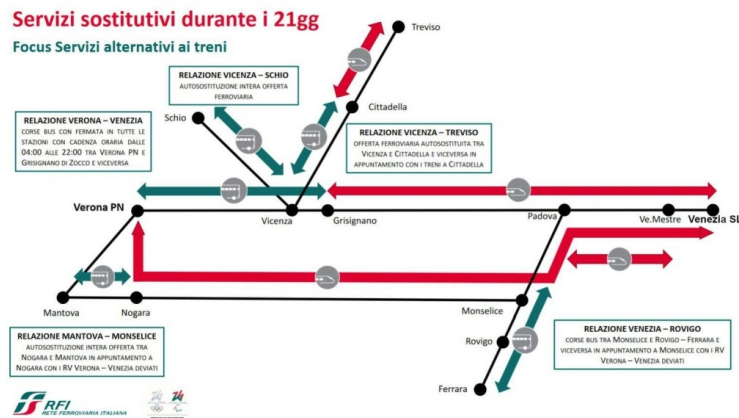 Servizi sostitutivi durante i 21gg
Focus Servizi alternativi ai treni
Treviso
RELAZIONE VICENZA – SCHIO
AUTOSOSTITUZIONE INTERA OFFERTA
FERROVIARIA
Cittadella
Schio
RELAZIONE VERONA – VENEZIA
CORSE BUS CON FERMATA IN TUTTE LE
STAZIONI CON CADENZA ORARIA DALLE
04:00 ALLE 22:00 TRA VERONA PN E
GRISIGNANO DI ZOCCO E VICEVERSA
RELAZIONE VICENZA – TREVISO
OFFERTA FERROVIARIA AUTOSOSTITUITA TRA
VICENZA E CITTADELLA E VICEVERSA IN
APPUNTAMENTO CON I TRENI A CITTADELLA
Verona PN
Vicenza
Grisignano
Padova
Ve.Mestre
Venezia SL
Mantova
Nogara
Monselice
RELAZIONE MANTOVA – MONSELICE
AUTOSOSTITUZIONE INTERA OFFERTA TRA
NOGARA E MANTOVA IN APPUNTAMENTO A
NOGARA CON I RV VERONA – VENEZIA DEVIATI
Rovigo
RELAZIONE VENEZIA – ROVIGO
CORSE BUS TRA MONSELICE E ROVIGO – FERRARA E
VICEVERSA IN APPUNTAMENTO A MONSELICE CON I RV
VERONA – VENEZIA DEVIATI
Ferrara
RFI
RETE FERROVIARIA ITALIANA